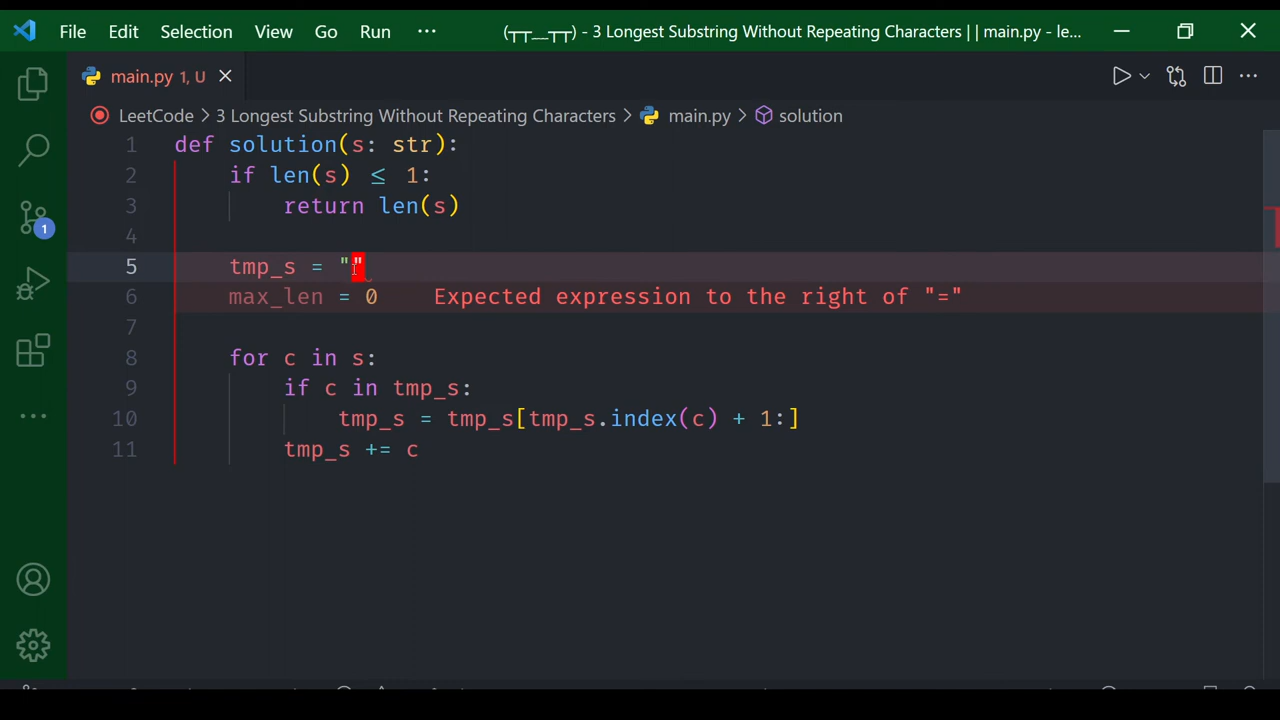 File Edit Selection View Go Run ··· (┬┬__┬┬) - 3 Longest Substring Without Repeating Characters | | main.py - le...
main.py 1, U
LeetCode > 3 Longest Substring Without Repeating Characters > main.py > solution
1 def solution(s: str):
2 if len(s) ≤ 1:
3 return len(s)
4
5 tmp_s = ""
6 max_len = 0 Expected expression to the right of "="
7
8 for c in s:
9 if c in tmp_s:
10 tmp_s = tmp_s[tmp_s.index(c) + 1:]
11 tmp_s += c
1